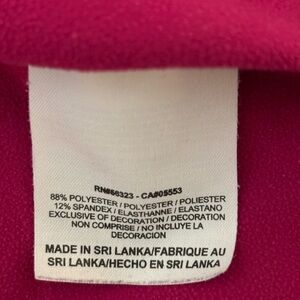 RN#56323 - CA#05553
88% POLYESTER / POLYESTER / POLIESTER
12% SPANDEX / ELASTHANNE / ELASTANO
EXCLUSIVE OF DECORATION / DECORATION
NON COMPRISE / NO INCLUYE LA
DECORACION
MADE IN SRI LANKA/FABRIQUE AU
SRI LANKA/HECHO EN SRI LANKA